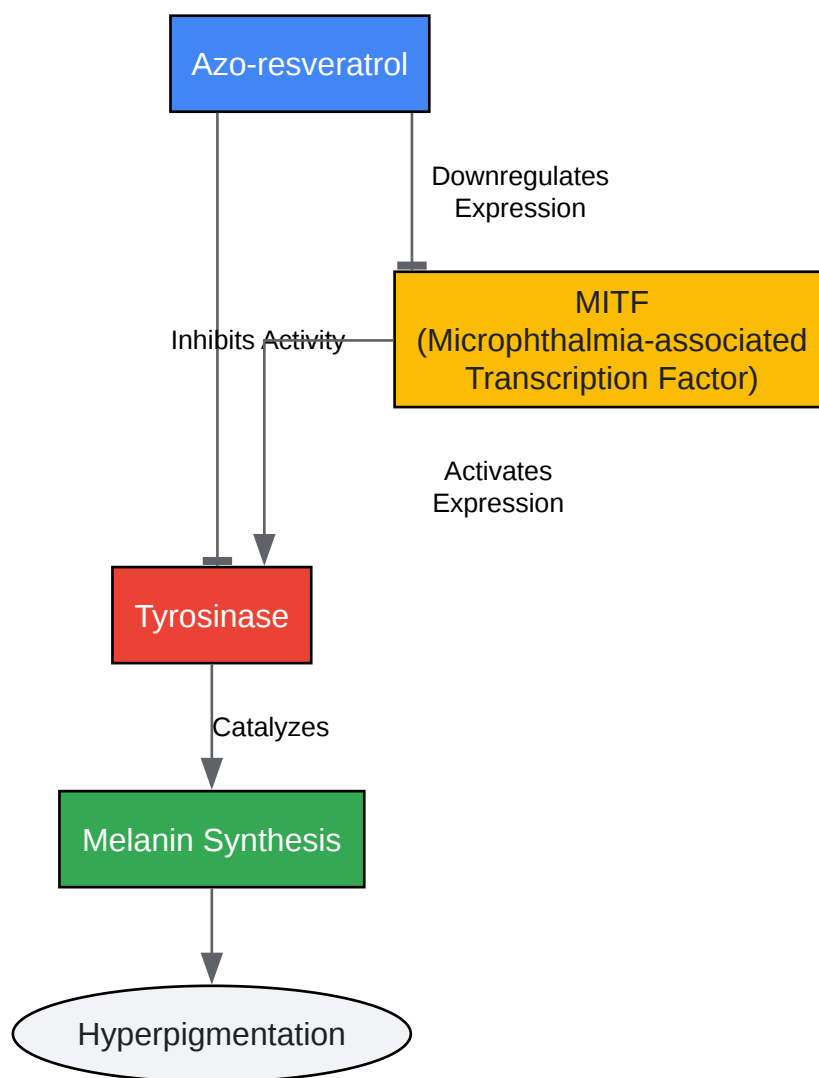 Azo-resveratrol
Downregulates
Expression
MITF
(Microphthalmia-associated
Transcription Factor)
Inhibits Activity
Activates
Expression
Tyrosinase
Catalyzes
Melanin Synthesis
Hyperpigmentation